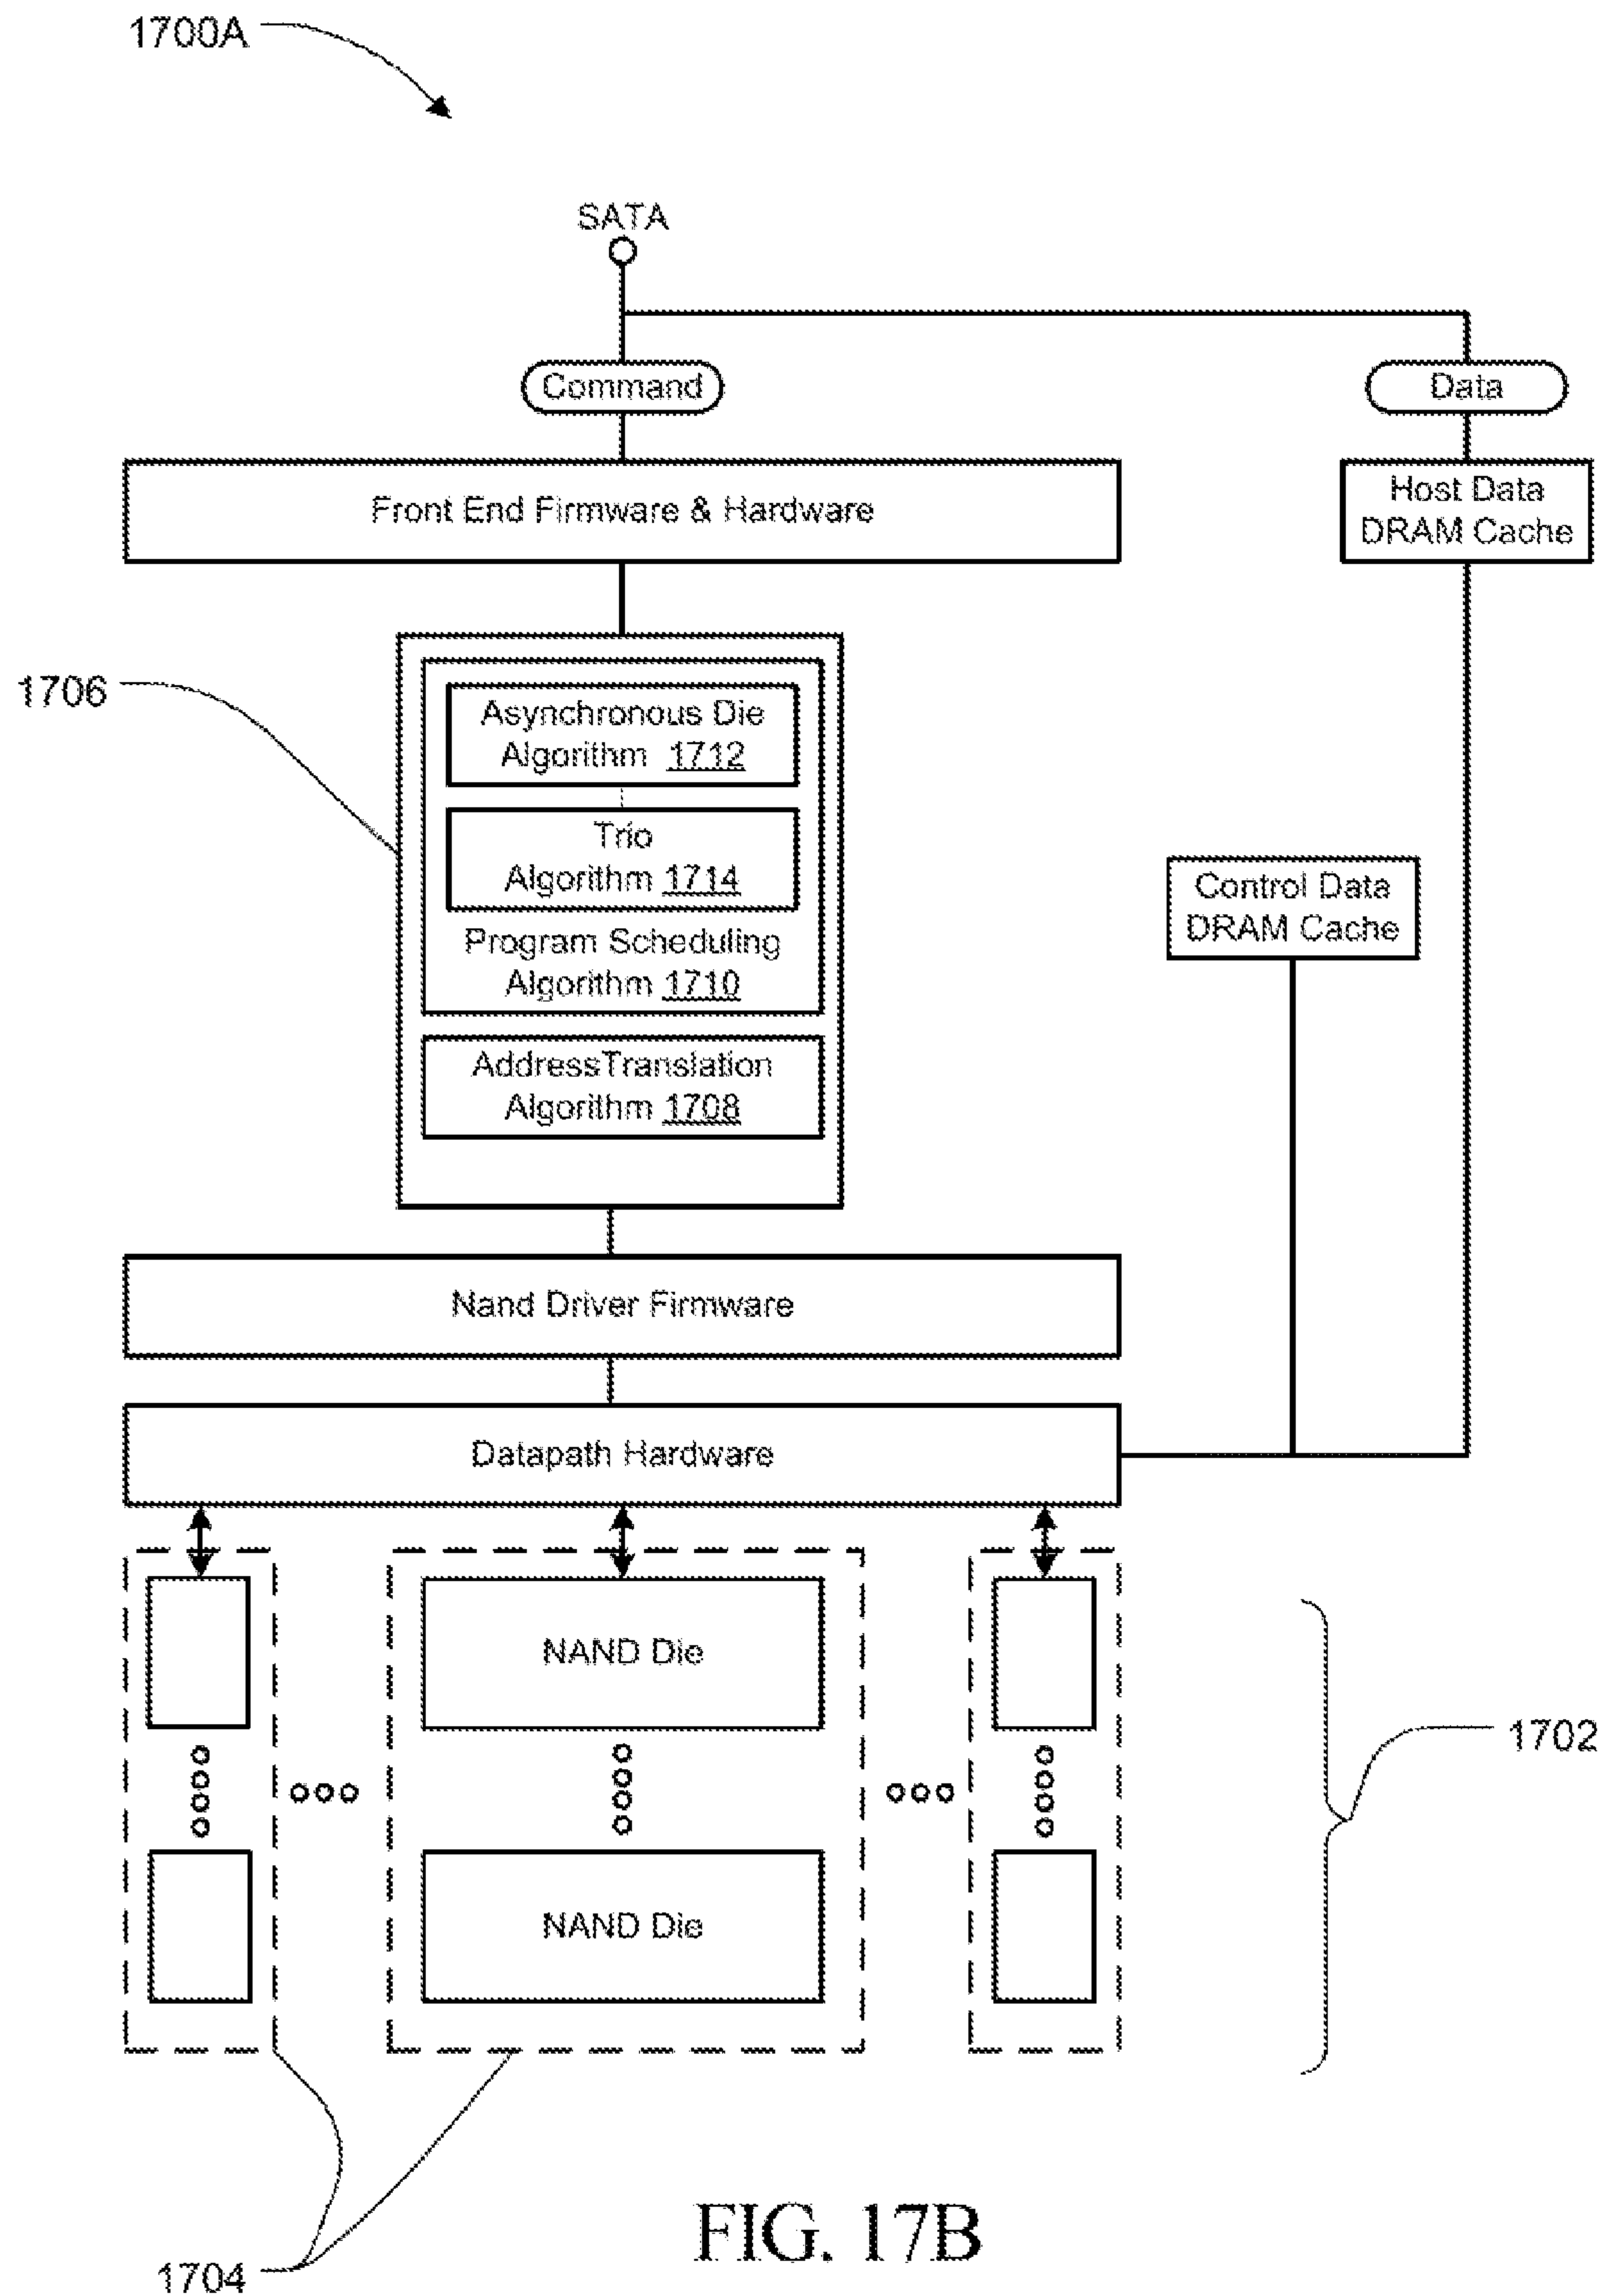 1700A
SATA
Command
Data
Front End Firmware & Hardware
Host Data
DRAM Cache
1706
Asynchronous Die
Algorithm 1712
Trio
Algorithm 1714
Program Scheduling
Algorithm 1710
Control Data
DRAM Cache
AddressTranslation
Algorithm 1708
Nand Driver Firmware
Datapath Hardware
NAND Die
1702
NAND Die
1704
FIG. 17B